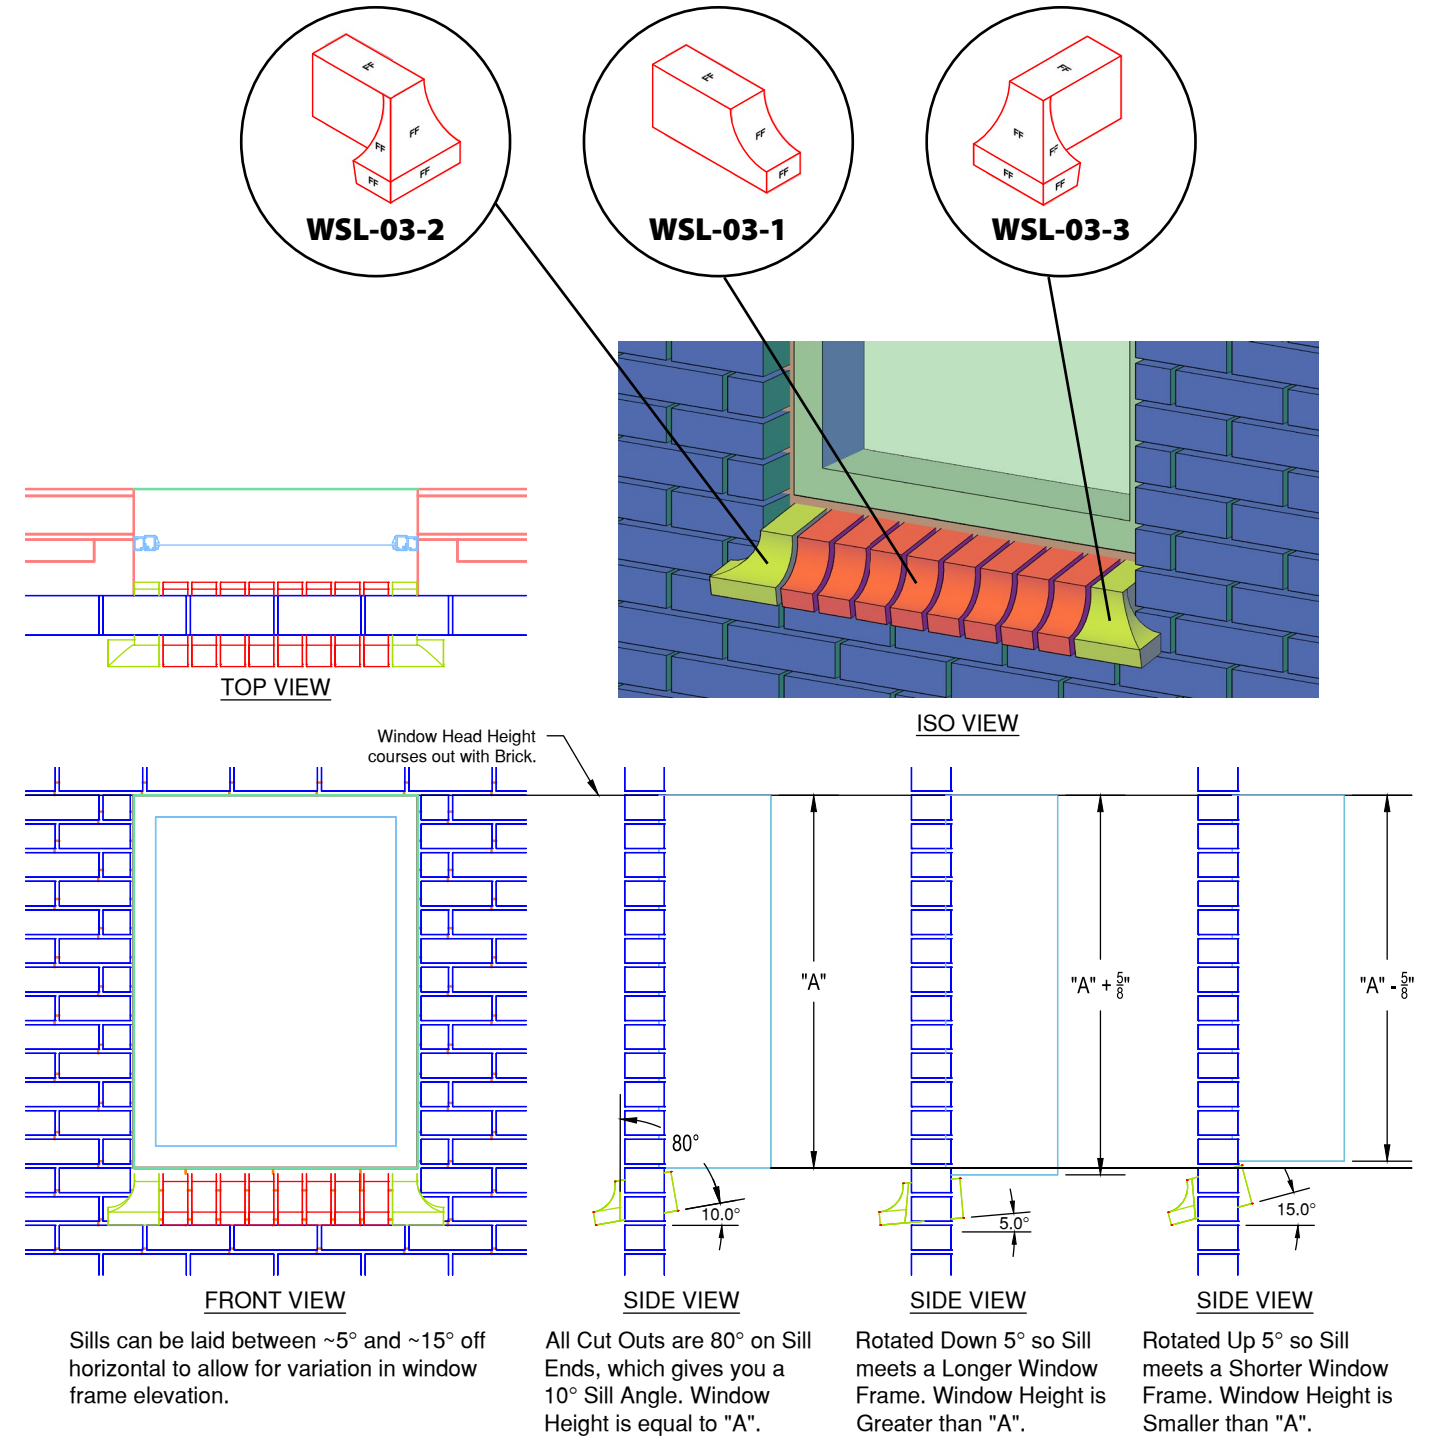 FF
FF
FF
FF
FF
WSL-03-2
FF
FF
FF
WSL-03-1
FF
FF
FF
FF
FF
WSL-03-3
TOP VIEW
ISO VIEW
Window Head Height
courses out with Brick.
"A"
"A" + 5/8"
"A" - 5/8"
80°
10.0°
5.0°
15.0°
FRONT VIEW
Sills can be laid between ~5° and ~15° off
horizontal to allow for variation in window
frame elevation.
SIDE VIEW
All Cut Outs are 80° on Sill
Ends, which gives you a
10° Sill Angle. Window
Height is equal to "A".
SIDE VIEW
Rotated Down 5° so Sill
meets a Longer Window
Frame. Window Height is
Greater than "A".
SIDE VIEW
Rotated Up 5° so Sill
meets a Shorter Window
Frame. Window Height is
Smaller than "A".